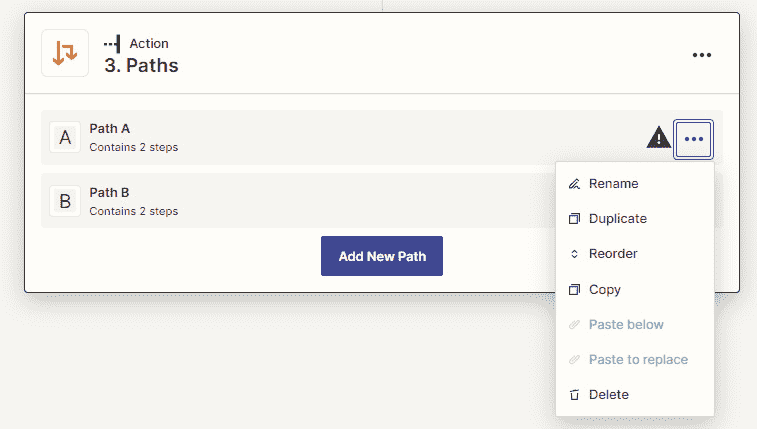 Action
3. Paths
A
Path A
Contains 2 steps
B
Path B
Contains 2 steps
Add New Path
Rename
Duplicate
Reorder
Copy
Paste below
Paste to replace
Delete